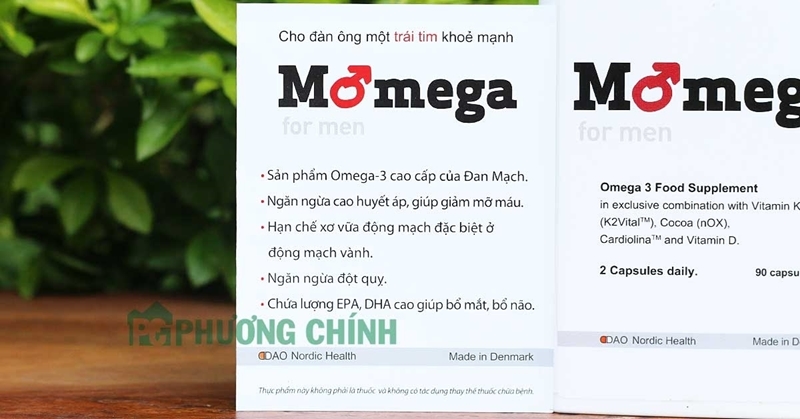 Cho đàn ông một trái tim khoẻ mạnh
Momega
for men
• Sản phẩm Omega-3 cao cấp của Đan Mạch.
• Ngăn ngừa cao huyết áp, giúp giảm mỡ máu.
• Hạn chế xơ vữa động mạch đặc biệt ở
động mạch vành.
• Ngăn ngừa đột quỵ.
• Chứa lượng EPA, DHA cao giúp bổ mắt, bổ não.
PC PHƯƠNG CHÍNH
DAO Nordic Health Made in Denmark
Thực phẩm này không phải là thuốc và không có tác dụng thay thế thuốc chữa bệnh.
Momeg
for men
Omega 3 Food Supplement
in exclusive combination with Vitamin K
(K2Vital™), Cocoa (nOX),
Cardiolina™ and Vitamin D.
2 Capsules daily. 90 capsu
DAO Nordic Health Made in D